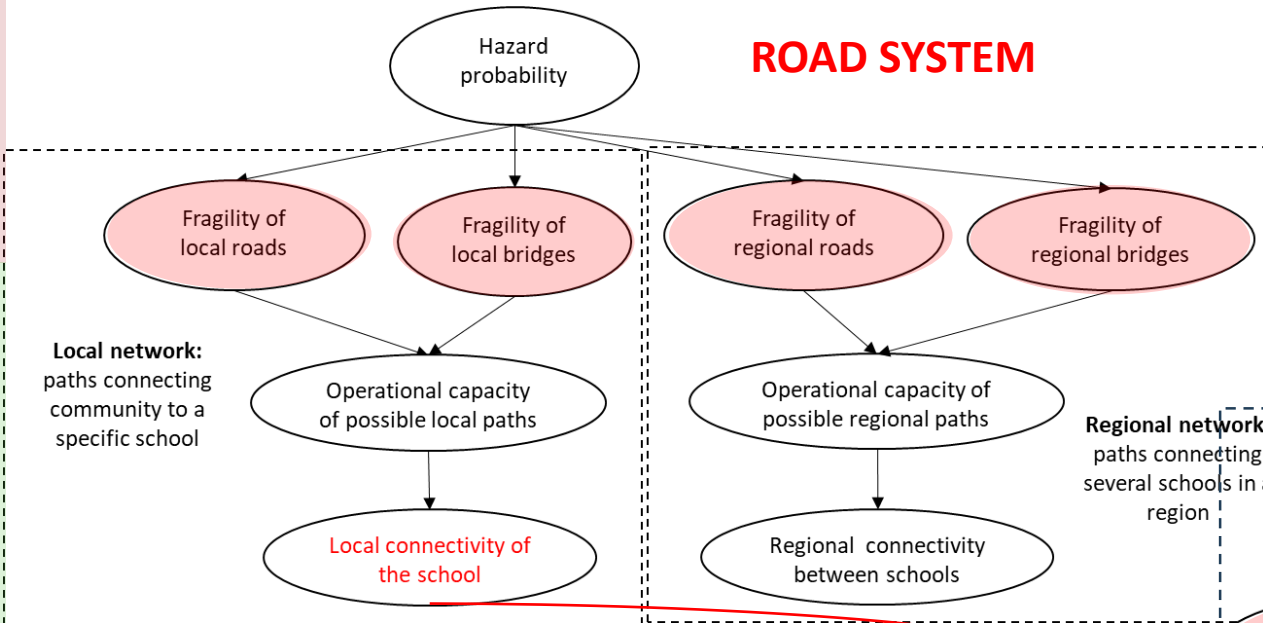 Hazard
probability
ROAD SYSTEM
Fragility of
local roads
Fragility of
local bridges
Fragility of
regional roads
Fragility of
regional bridges
Local network:
paths connecting
community to a
specific school
Operational capacity
of possible local paths
Operational capacity of
possible regional paths
Regional network
paths connecting
several schools in a
region
Local connectivity of
the school
Regional connectivity
between schools